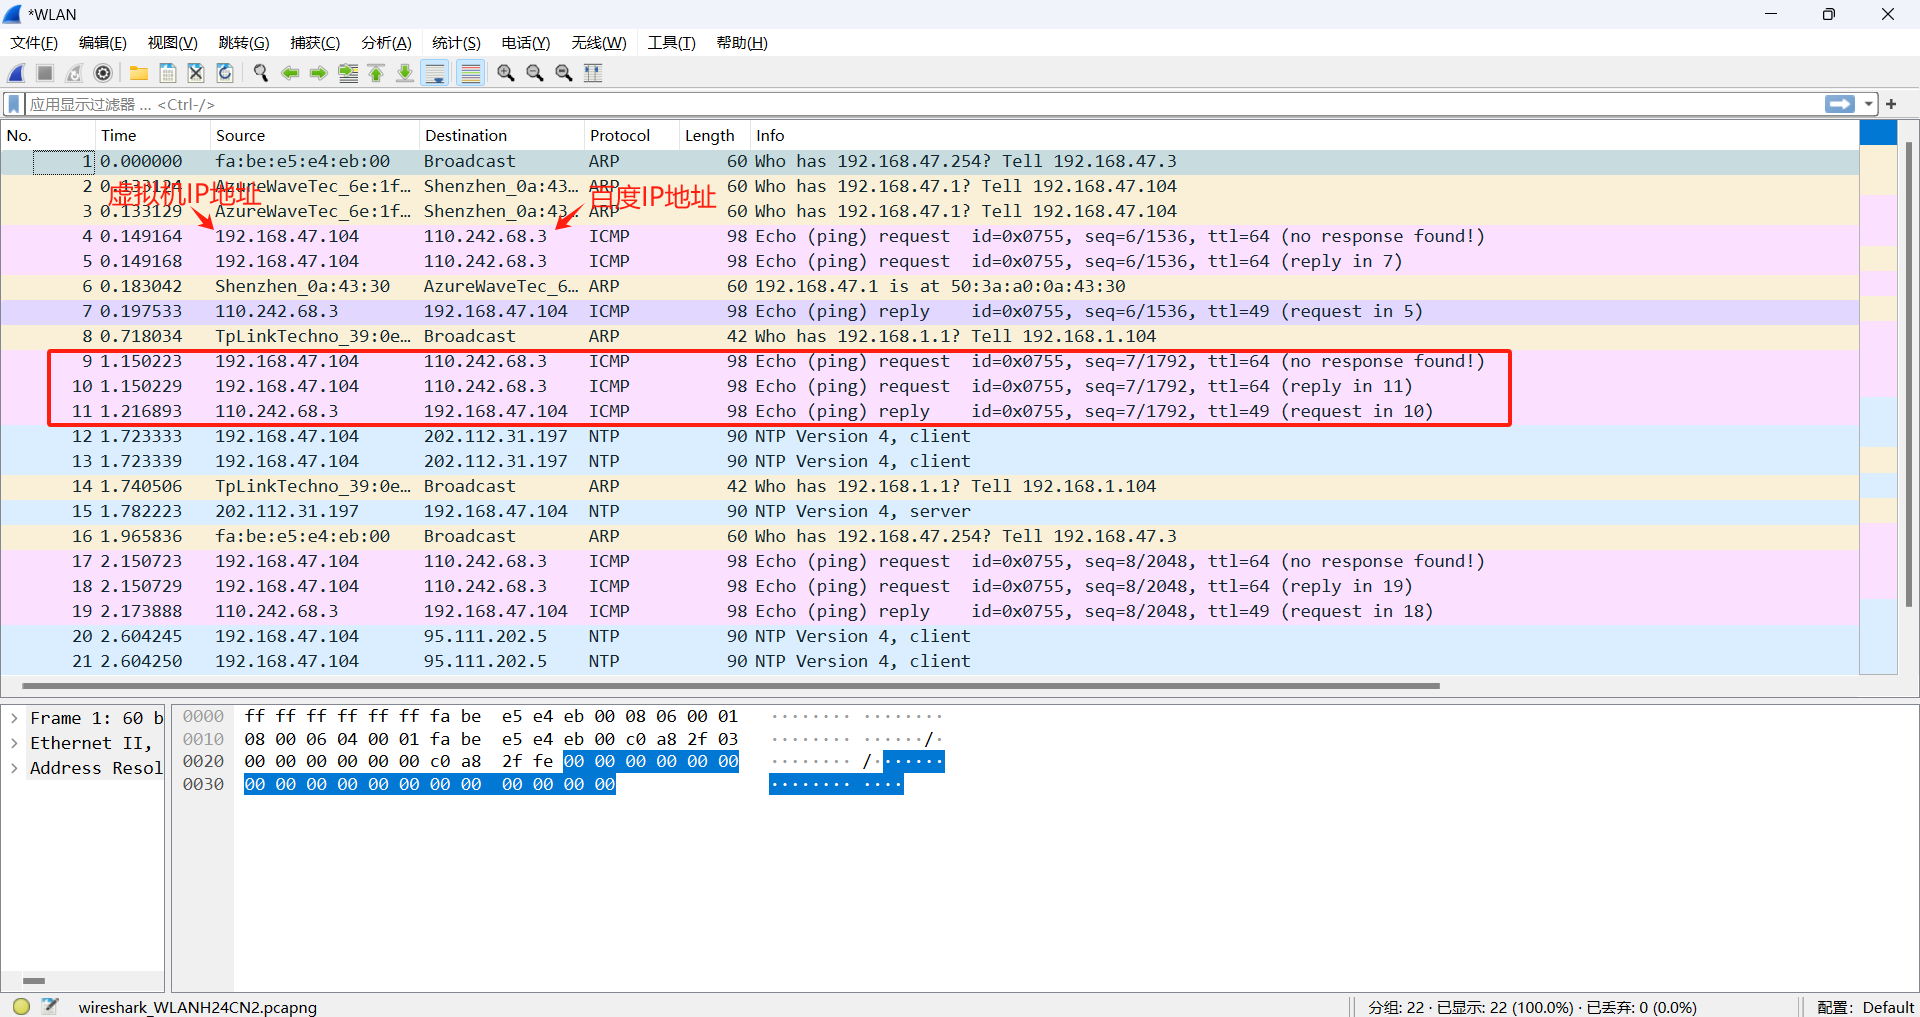 *WLAN
文件(F) 编辑(E) 视图(V) 跳转(G) 捕获(C) 分析(A) 统计(S) 电话(Y) 无线(W) 工具(T) 帮助(H)
应用显示过滤器 … <Ctrl-/>
No. Time Source Destination Protocol Length Info
1 0.000000 fa:be:e5:e4:eb:00 Broadcast ARP 60 Who has 192.168.47.254? Tell 192.168.47.3
2 0.133124 AzureWaveTec_6e:1f… Shenzhen_0a:43… ARP 60 Who has 192.168.47.1? Tell 192.168.47.104
虚拟机IP地址 百度IP地址
3 0.133129 AzureWaveTec_6e:1f… Shenzhen_0a:43… ARP 60 Who has 192.168.47.1? Tell 192.168.47.104
4 0.149164 192.168.47.104 110.242.68.3 ICMP 98 Echo (ping) request id=0x0755, seq=6/1536, ttl=64 (no response found!)
5 0.149168 192.168.47.104 110.242.68.3 ICMP 98 Echo (ping) request id=0x0755, seq=6/1536, ttl=64 (reply in 7)
6 0.183042 Shenzhen_0a:43:30 AzureWaveTec_6… ARP 60 192.168.47.1 is at 50:3a:a0:0a:43:30
7 0.197533 110.242.68.3 192.168.47.104 ICMP 98 Echo (ping) reply id=0x0755, seq=6/1536, ttl=49 (request in 5)
8 0.718034 TpLinkTechno_39:0e… Broadcast ARP 42 Who has 192.168.1.1? Tell 192.168.1.104
9 1.150223 192.168.47.104 110.242.68.3 ICMP 98 Echo (ping) request id=0x0755, seq=7/1792, ttl=64 (no response found!)
10 1.150229 192.168.47.104 110.242.68.3 ICMP 98 Echo (ping) request id=0x0755, seq=7/1792, ttl=64 (reply in 11)
11 1.216893 110.242.68.3 192.168.47.104 ICMP 98 Echo (ping) reply id=0x0755, seq=7/1792, ttl=49 (request in 10)
12 1.723333 192.168.47.104 202.112.31.197 NTP 90 NTP Version 4, client
13 1.723339 192.168.47.104 202.112.31.197 NTP 90 NTP Version 4, client
14 1.740506 TpLinkTechno_39:0e… Broadcast ARP 42 Who has 192.168.1.1? Tell 192.168.1.104
15 1.782223 202.112.31.197 192.168.47.104 NTP 90 NTP Version 4, server
16 1.965836 fa:be:e5:e4:eb:00 Broadcast ARP 60 Who has 192.168.47.254? Tell 192.168.47.3
17 2.150723 192.168.47.104 110.242.68.3 ICMP 98 Echo (ping) request id=0x0755, seq=8/2048, ttl=64 (no response found!)
18 2.150729 192.168.47.104 110.242.68.3 ICMP 98 Echo (ping) request id=0x0755, seq=8/2048, ttl=64 (reply in 19)
19 2.173888 110.242.68.3 192.168.47.104 ICMP 98 Echo (ping) reply id=0x0755, seq=8/2048, ttl=49 (request in 18)
20 2.604245 192.168.47.104 95.111.202.5 NTP 90 NTP Version 4, client
21 2.604250 192.168.47.104 95.111.202.5 NTP 90 NTP Version 4, client
Frame 1: 60 b
Ethernet II,
Address Resol
0000 ff ff ff ff ff ff fa be e5 e4 eb 00 08 06 00 01 ········ ········
0010 08 00 06 04 00 01 fa be e5 e4 eb 00 c0 a8 2f 03 ········ ······/·
0020 00 00 00 00 00 00 c0 a8 2f fe 00 00 00 00 00 00 ········ /·······
0030 00 00 00 00 00 00 00 00 00 00 00 00 ········ ····
wireshark_WLANH24CN2.pcapng 分组: 22 · 已显示: 22 (100.0%) · 已丢弃: 0 (0.0%) 配置: Default